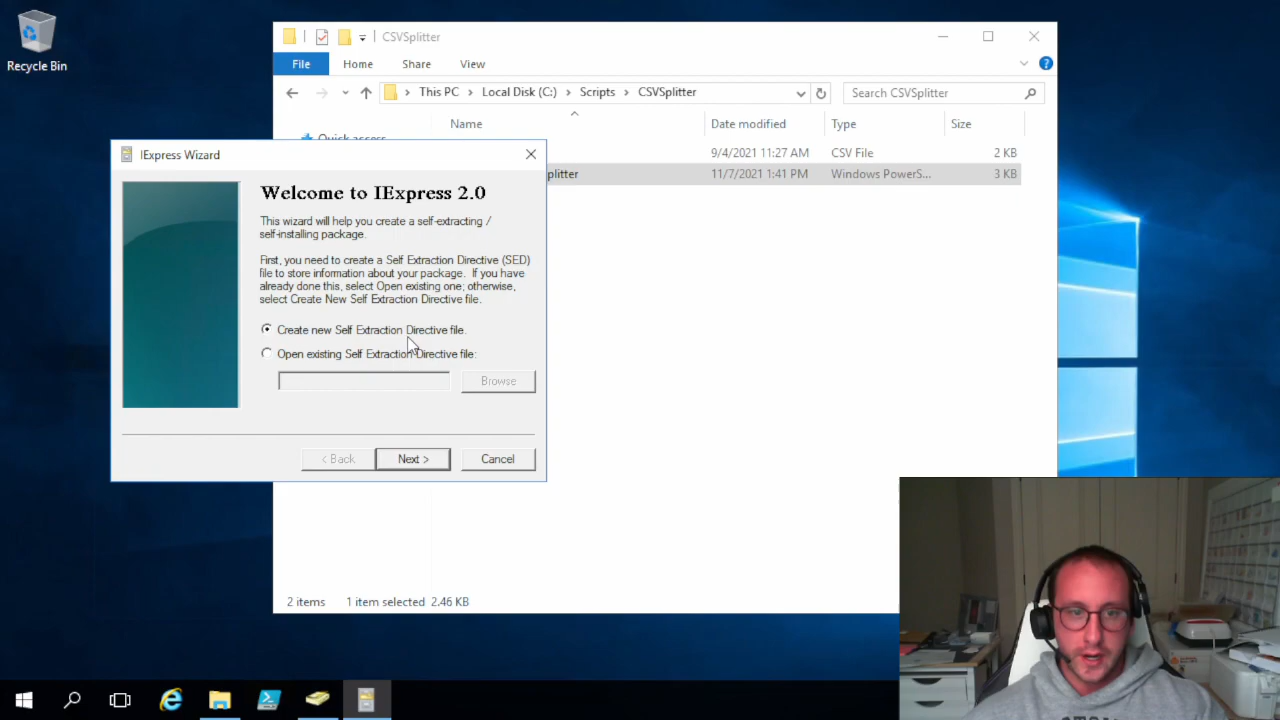 Recycle Bin
CSVSplitter
File Home Share View
This PC > Local Disk (C:) > Scripts > CSVSplitter
Search CSVSplitter
Name Date modified Type Size
Quick access
9/4/2021 11:27 AM CSV File 2 KB
plitter 11/7/2021 1:41 PM Windows PowerS... 3 KB
IExpress Wizard
Welcome to IExpress 2.0
This wizard will help you create a self-extracting /
self-installing package.
First, you need to create a Self Extraction Directive (SED)
file to store information about your package. If you have
already done this, select Open existing one; otherwise,
select Create New Self Extraction Directive file.
Create new Self Extraction Directive file.
Open existing Self Extraction Directive file:
Browse
< Back Next > Cancel
2 items 1 item selected 2.46 KB